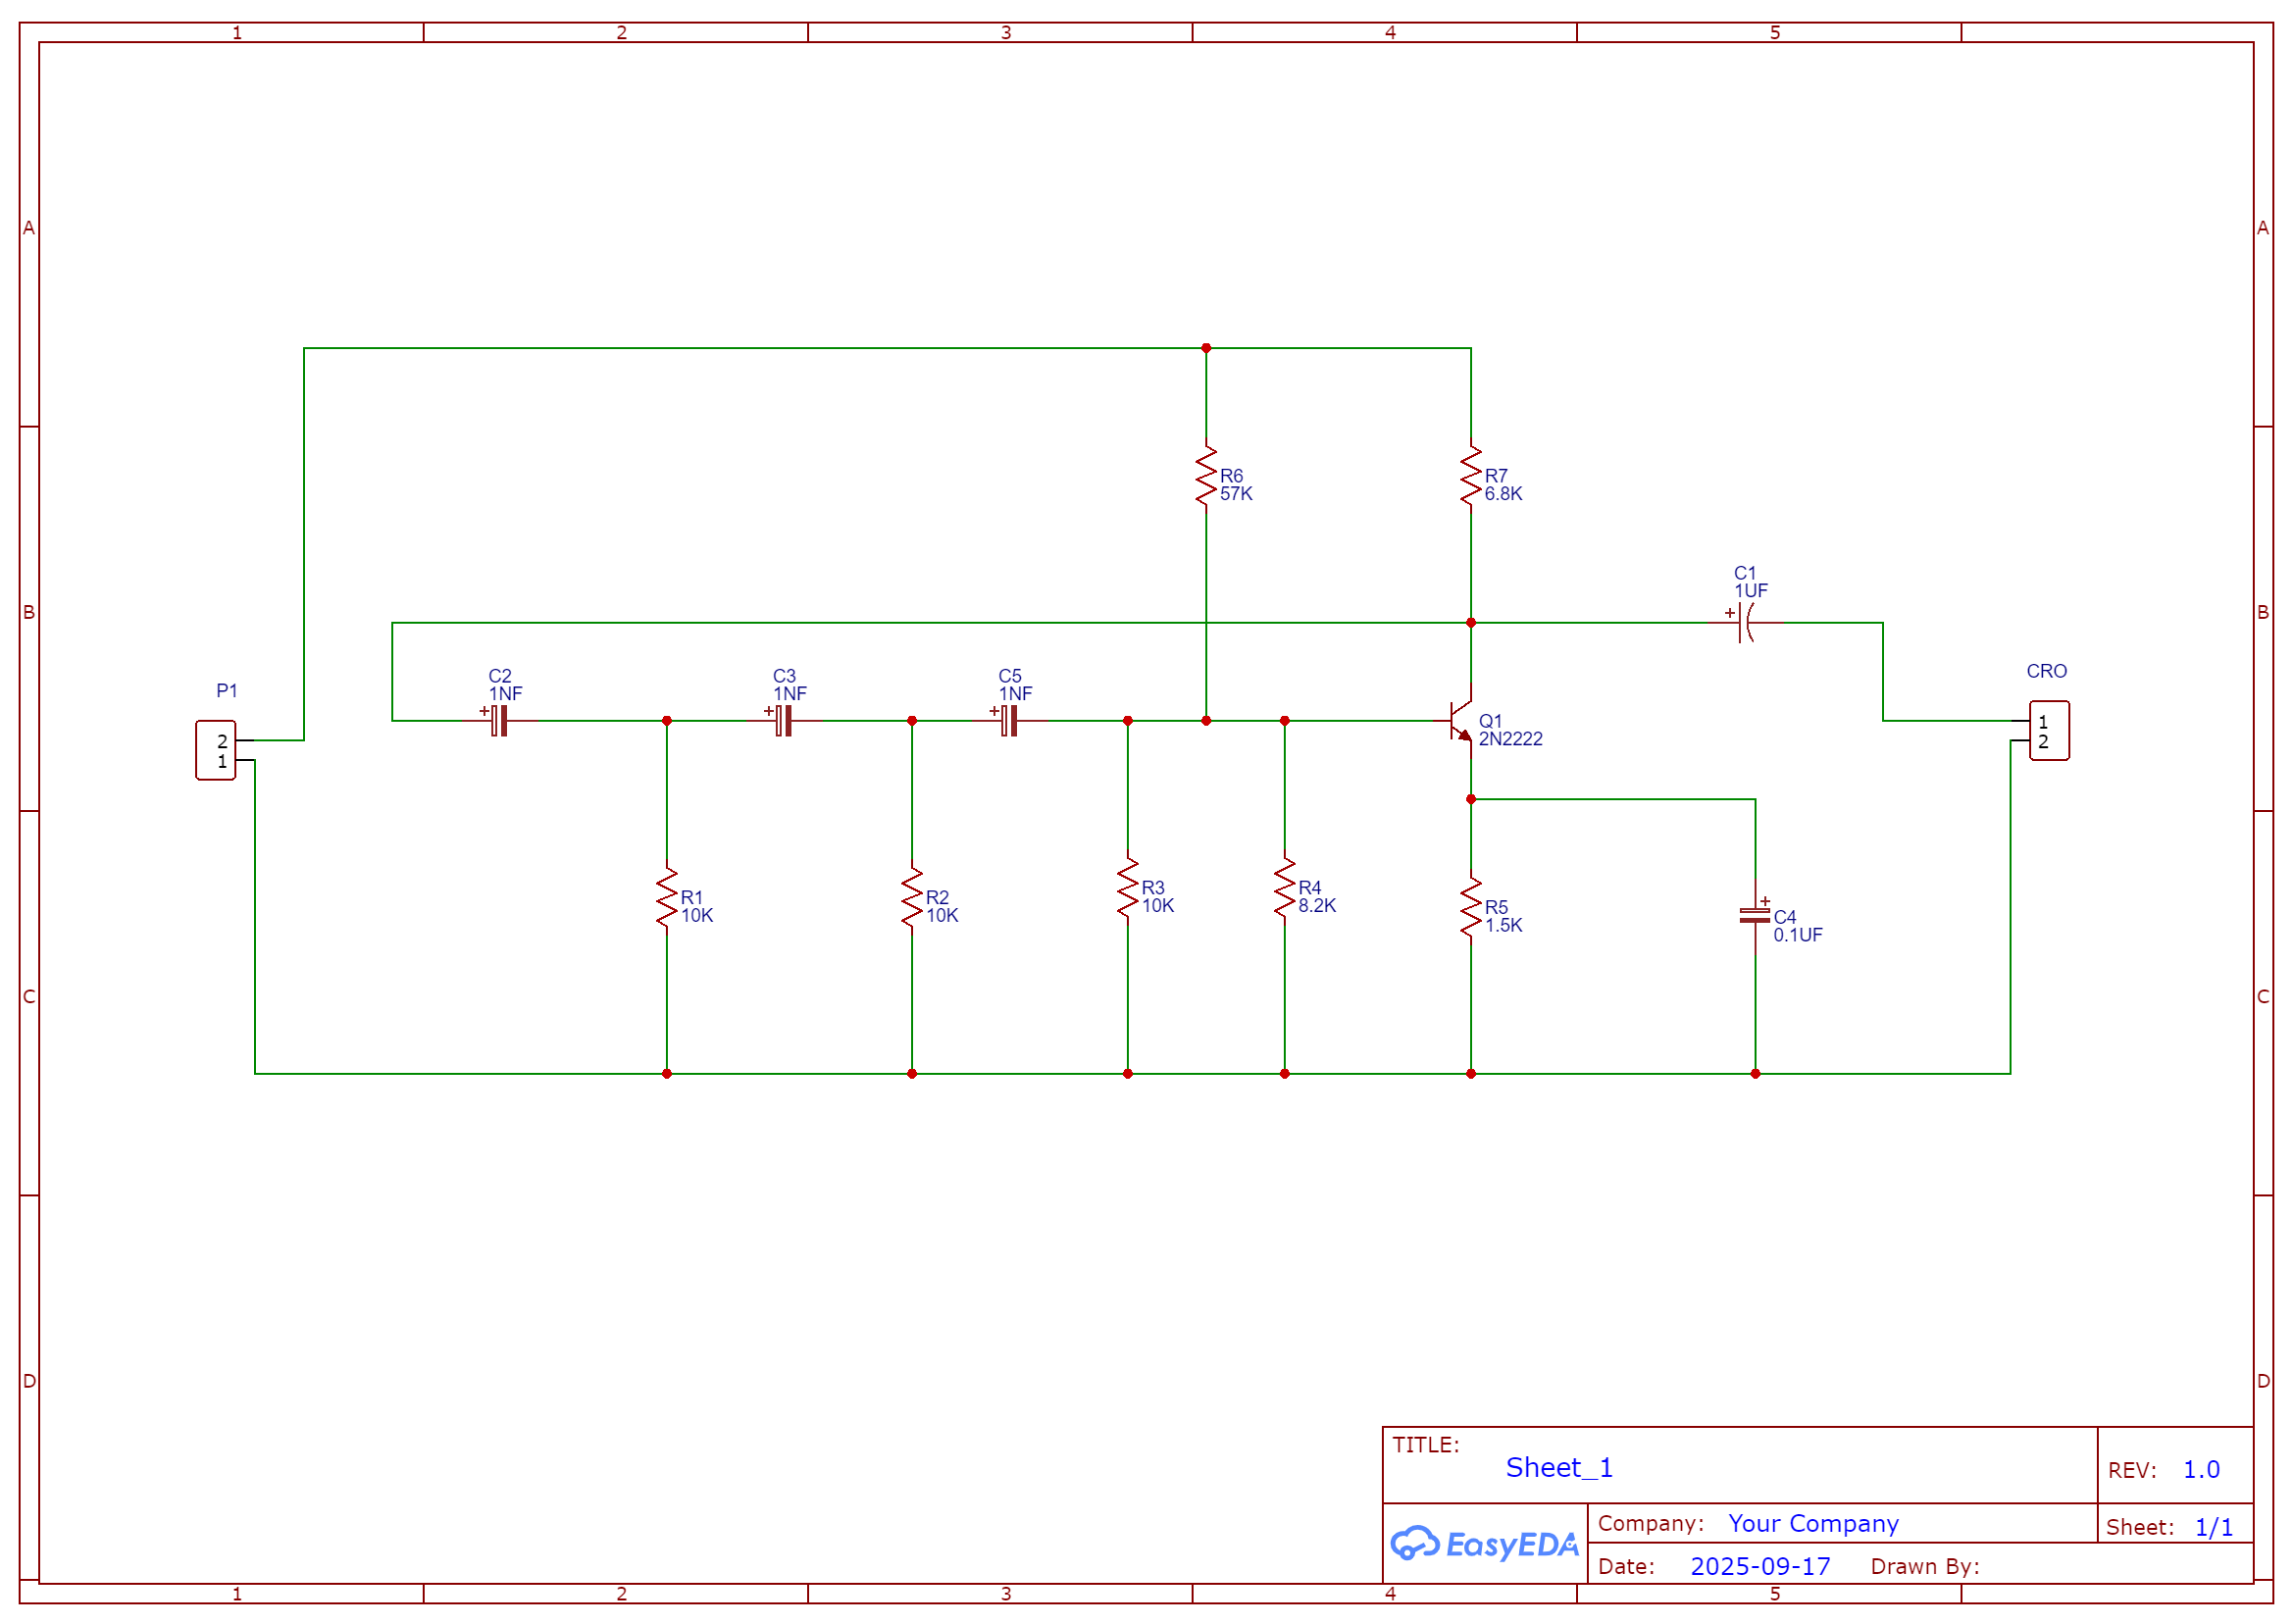 1 2 3 4 5
A A
R6
57K
R7
6.8K
C1
1UF
B B
C2
1NF
C3
1NF
C5
1NF
CRO
P1
2
1
Q1
2N2222
1
2
R1
10K
R2
10K
R3
10K
R4
8.2K
R5
1.5K
+
C4
0.1UF
C C
D D
TITLE:
Sheet_1
REV: 1.0
EasyEDA
Company: Your Company
Sheet: 1/1
Date: 2025-09-17 Drawn By:
1 2 3 4 5